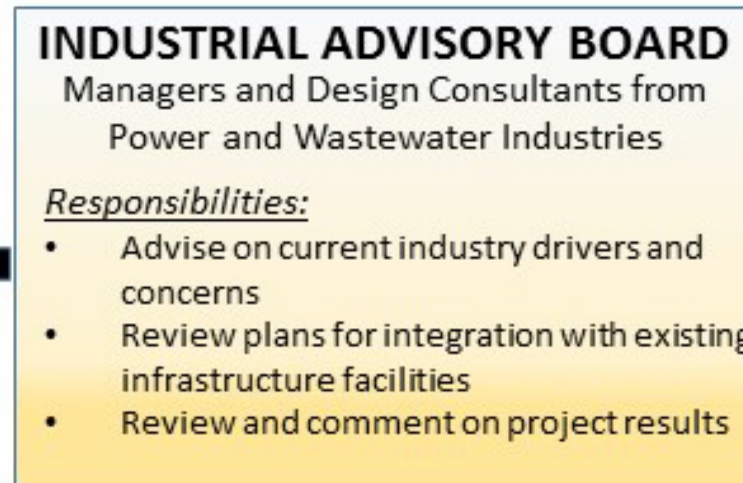 INDUSTRIAL ADVISORY BOARD
Managers and Design Consultants from
Power and Wastewater Industries
Responsibilities:
• Advise on current industry drivers and
concerns
• Review plans for integration with existing
infrastructure facilities
• Review and comment on project results